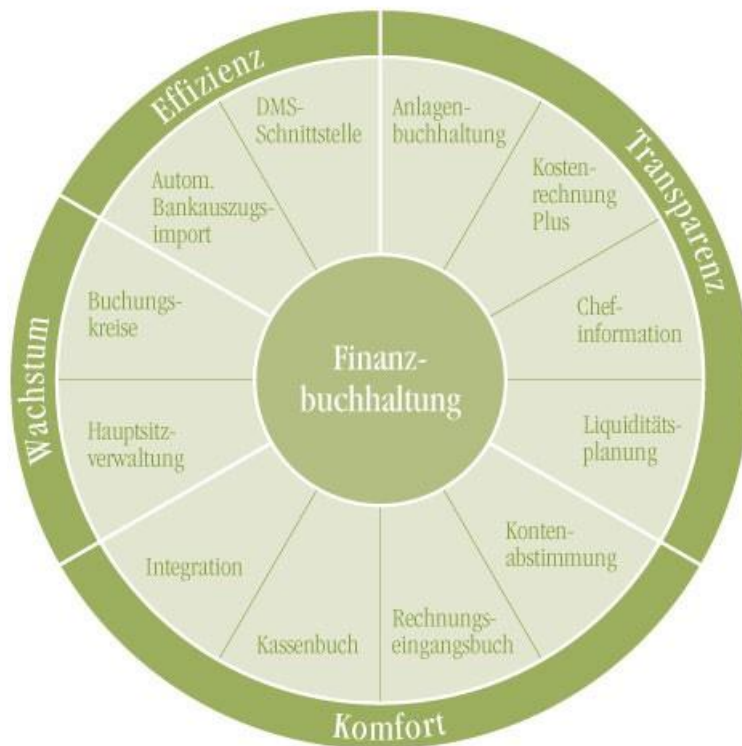 Effizienz
DMS-
Schnittstelle
Autom.
Bankauszugs-
import
Transparenz
Anlagen-
buchhaltung
Kosten-
rechnung
Plus
Chef-
information
Liquiditäts-
planung
Wachstum
Buchungs-
kreise
Hauptsitz-
verwaltung
Finanz-
buchhaltung
Komfort
Integration
Kassenbuch
Rechnungs-
eingangsbuch
Konten-
abstimmung